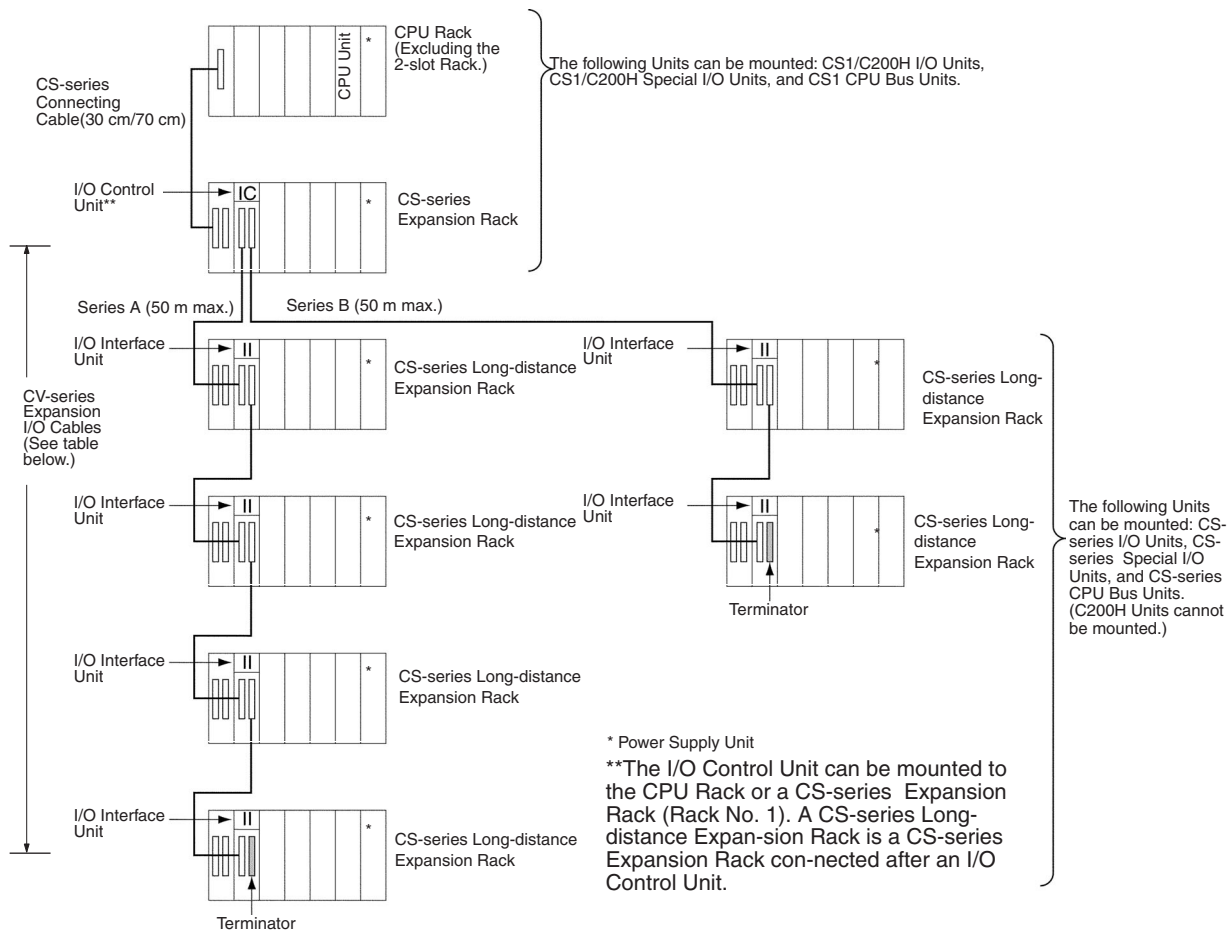 CPU Unit
*
CPU Rack
(Excluding the
2-slot Rack.)
The following Units can be mounted: CS1/C200H I/O Units,
CS1/C200H Special I/O Units, and CS1 CPU Bus Units.
CS-series
Connecting
Cable(30 cm/70 cm)
I/O Control
Unit**
IC
*
CS-series
Expansion Rack
Series A (50 m max.)
Series B (50 m max.)
CV-series
Expansion
I/O Cables
(See table
below.)
I/O Interface
Unit
II
*
CS-series Long-distance
Expansion Rack
I/O Interface
Unit
II
*
CS-series Long-
distance
Expansion Rack
I/O Interface
Unit
II
*
CS-series Long-distance
Expansion Rack
I/O Interface
Unit
II
*
CS-series Long-
distance
Expansion Rack
Terminator
The following Units
can be mounted: CS-
series I/O Units, CS-
series  Special I/O
Units, and CS-series
CPU Bus Units.
(C200H Units cannot
be mounted.)
I/O Interface
Unit
II
*
CS-series Long-distance
Expansion Rack
I/O Interface
Unit
II
*
CS-series Long-distance
Expansion Rack
Terminator
* Power Supply Unit
**The I/O Control Unit can be mounted to
the CPU Rack or a CS-series  Expansion
Rack (Rack No. 1). A CS-series Long-
distance Expan-sion Rack is a CS-series
Expansion Rack con-nected after an I/O
Control Unit.